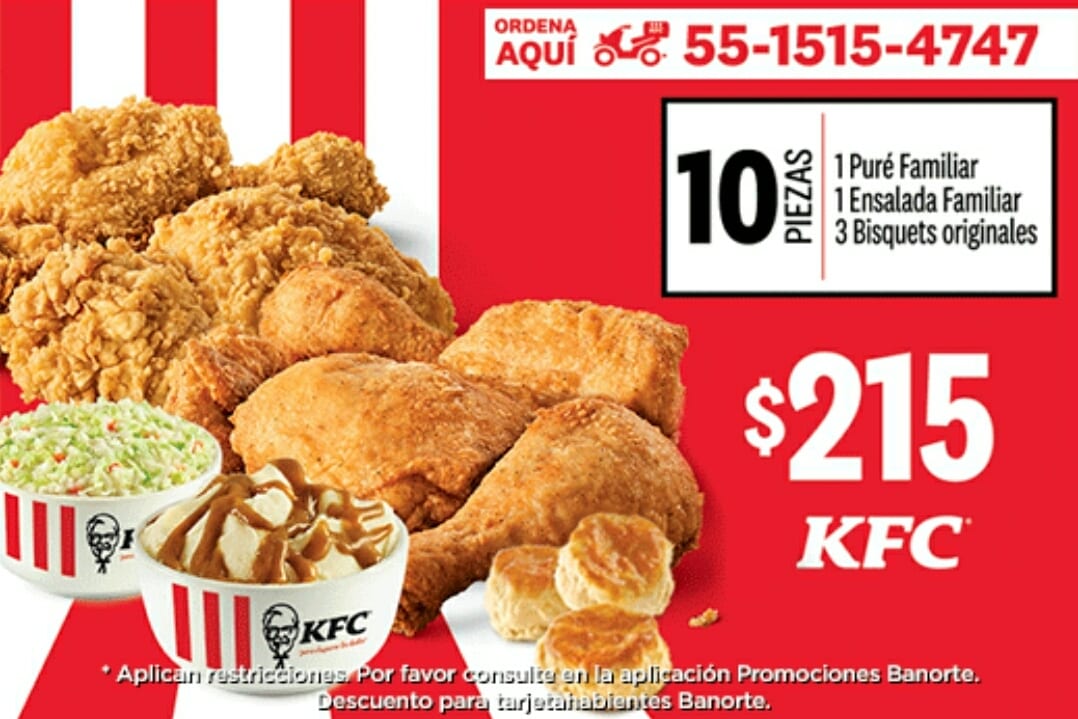 ORDENA
AQUÍ
55-1515-4747
10 PIEZAS
1 Puré Familiar
1 Ensalada Familiar
3 Bisquets originales
$215
KFC
KFC
* Aplican restricciones. Por favor consulte en la aplicación Promociones Banorte.
Descuento para tarjetahabientes Banorte.